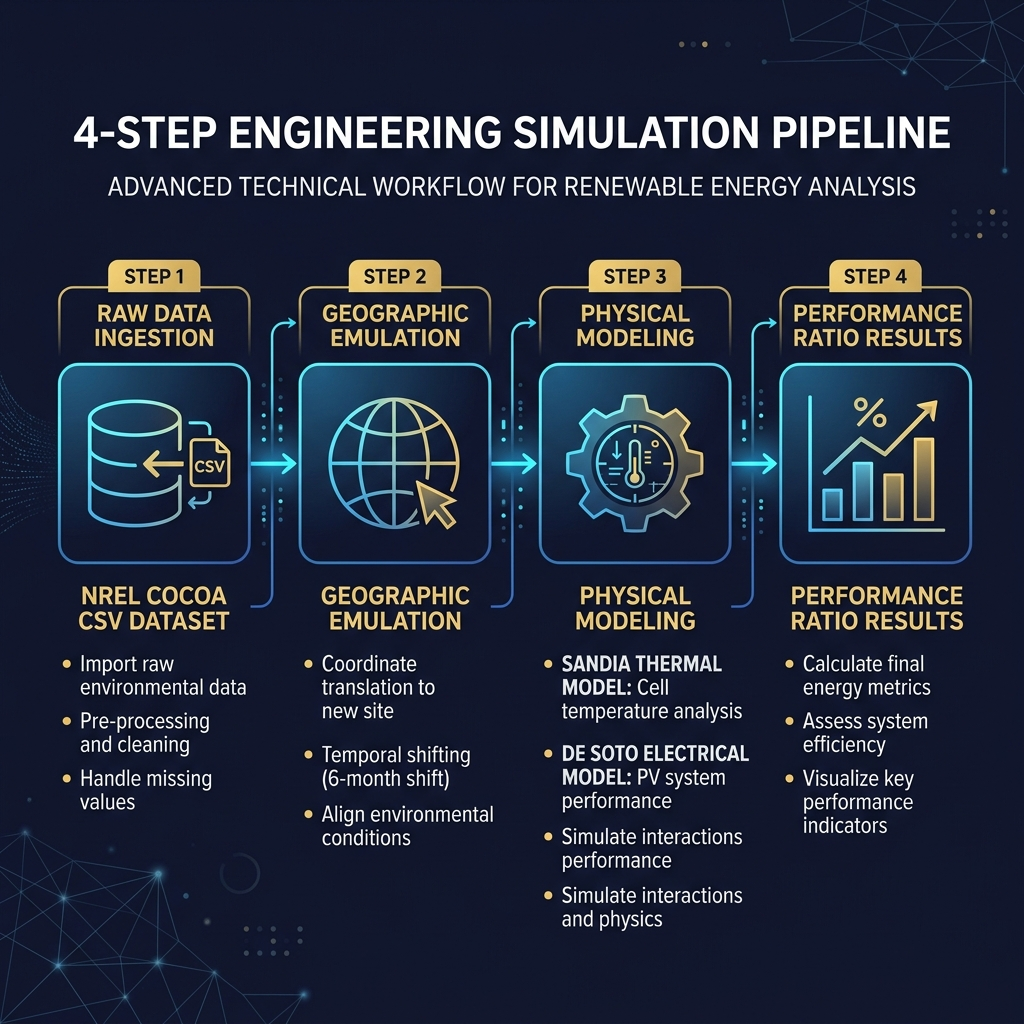 4-STEP ENGINEERING SIMULATION PIPELINE
ADVANCED TECHNICAL WORKFLOW FOR RENEWABLE ENERGY ANALYSIS
STEP 1
RAW DATA
INGESTION
CSV
NREL COCOA
CSV DATASET
• Import raw
environmental data
• Pre-processing
and cleaning
• Handle missing
values
STEP 2
GEOGRAPHIC
EMULATION
GEOGRAPHIC
EMULATION
• Coordinate
translation to
new site
• Temporal shifting
(6-month shift)
• Align environmental
conditions
STEP 3
PHYSICAL
MODELING
PHYSICAL
MODELING
• SANDIA THERMAL
MODEL: Cell
temperature analysis
• DE SOTO ELECTRICAL
MODEL: PV system
performance
• Simulate interactions
performance
• Simulate interactions
and physics
STEP 4
PERFORMANCE
RATIO RESULTS
%
PERFORMANCE
RATIO RESULTS
• Calculate final
energy metrics
• Assess system
efficiency
• Visualize key
performance
indicators